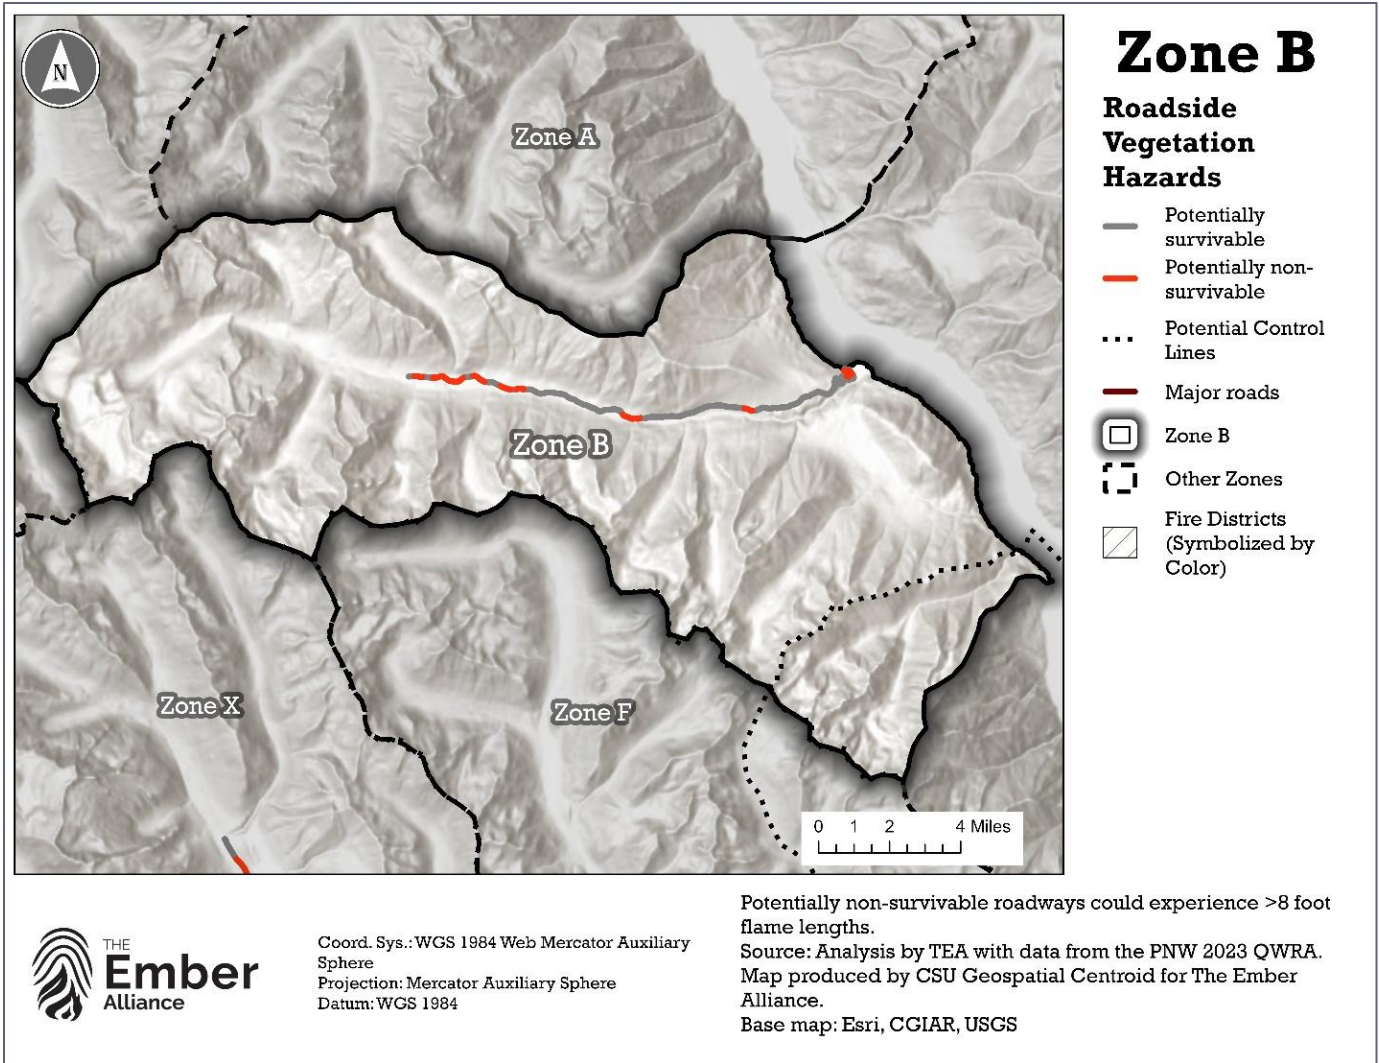 Zone B
Roadside
Vegetation
Hazards
Potentially
survivable
Potentially non-
survivable
Potential Control
Lines
Major roads
Zone B
Other Zones
Fire Districts
(Symbolized by
Color)
N
Zone A
Zone B
Zone X
Zone F
0 1 2 4 Miles
THE
Ember
Alliance
Coord. Sys.: WGS 1984 Web Mercator Auxiliary
Sphere
Projection: Mercator Auxiliary Sphere
Datum: WGS 1984
Potentially non-survivable roadways could experience >8 foot
flame lengths.
Source: Analysis by TEA with data from the PNW 2023 QWRA.
Map produced by CSU Geospatial Centroid for The Ember
Alliance.
Base map: Esri, CGIAR, USGS